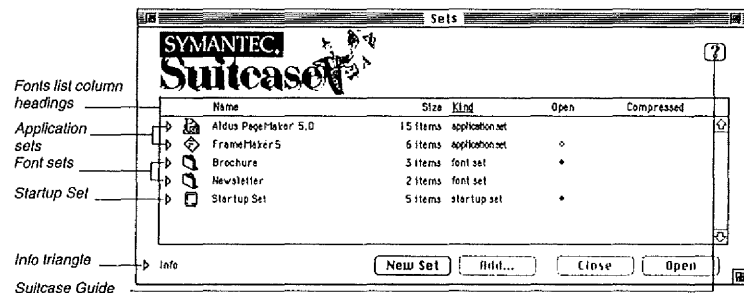 Sets
SYMANTEC.
Suitcase
?
Fonts list column
headings
Name Size Kind Open Compressed
Application
sets
Aldus PageMaker 5.0 15 items application set
FrameMaker5 6 items application set
Font sets
Brochure 3 items font set
Newsletter 2 items font set
Startup Set
Startup Set 5 items startup set
Info triangle
Info New Set Add... Close Open
Suitcase Guide